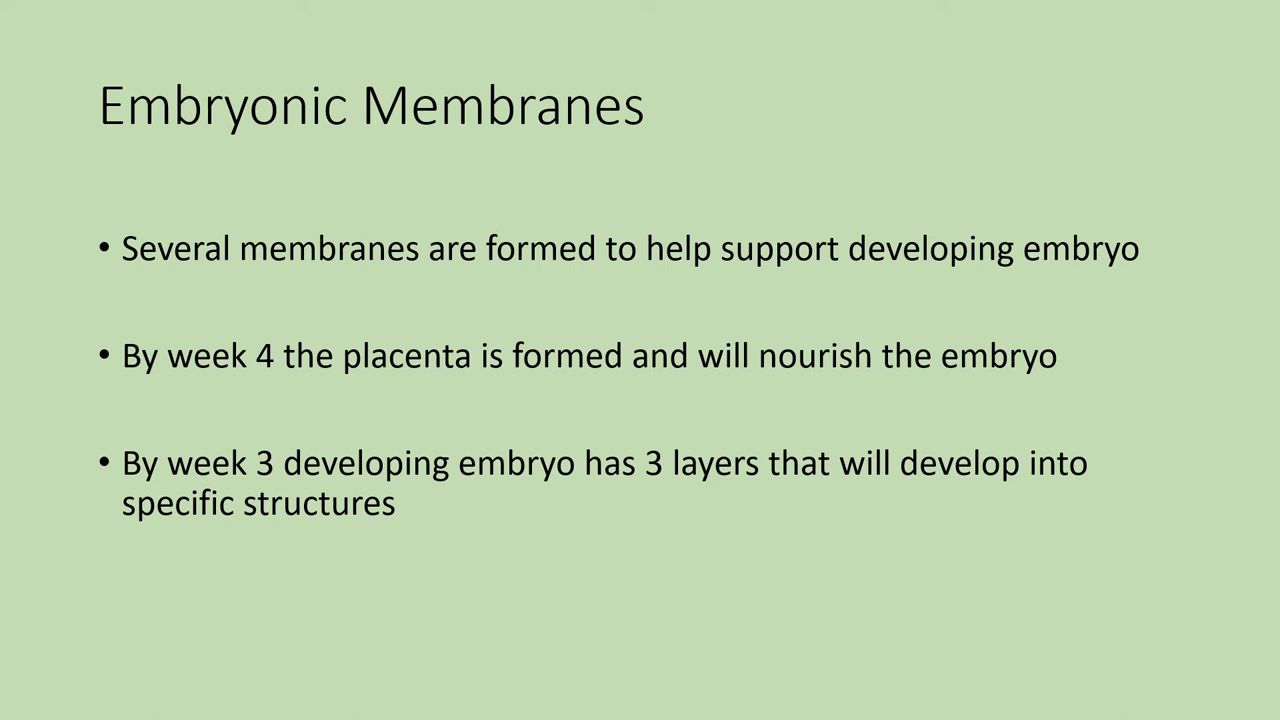 Embryonic Membranes
• Several membranes are formed to help support developing embryo
• By week 4 the placenta is formed and will nourish the embryo
• By week 3 developing embryo has 3 layers that will develop into
specific structures